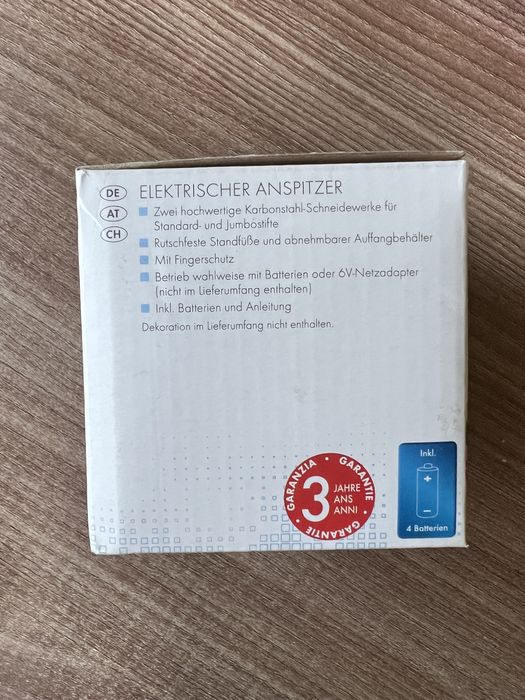 DE
AT
CH
ELEKTRISCHER ANSPITZER
Zwei hochwertige Karbonstahl-Schneidewerke für
Standard- und Jumbostifte
Rutschfeste Standfüße und abnehmbarer Auffangbehälter
Mit Fingerschutz
Betrieb wahlweise mit Batterien oder 6V-Netzadapter
(nicht im Lieferumfang enthalten)
Inkl. Batterien und Anleitung
Dekoration im Lieferumfang nicht enthalten.
GARANZIA • GARANTIE • GARANTIE •
3 JAHRE
ANS
ANNI
Inkl.
+
−
4 Batterien